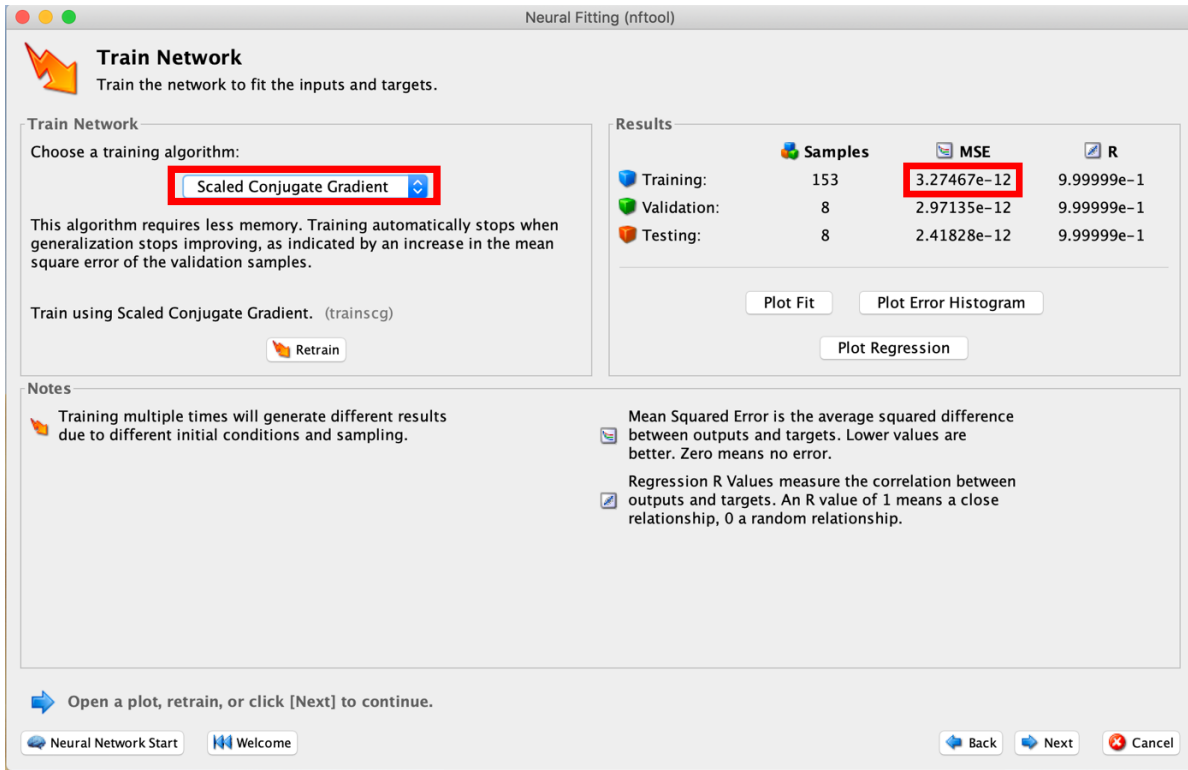 Neural Fitting (nftool)
Train Network
Train the network to fit the inputs and targets.
Train Network
Choose a training algorithm:
Scaled Conjugate Gradient
This algorithm requires less memory. Training automatically stops when
generalization stops improving, as indicated by an increase in the mean
square error of the validation samples.
Train using Scaled Conjugate Gradient. (trainscg)
Retrain
Results
Samples MSE R
Training: 153 3.27467e-12 9.99999e-1
Validation: 8 2.97135e-12 9.99999e-1
Testing: 8 2.41828e-12 9.99999e-1
Plot Fit Plot Error Histogram
Plot Regression
Notes
Training multiple times will generate different results
due to different initial conditions and sampling.
Mean Squared Error is the average squared difference
between outputs and targets. Lower values are
better. Zero means no error.
Regression R Values measure the correlation between
outputs and targets. An R value of 1 means a close
relationship, 0 a random relationship.
Open a plot, retrain, or click [Next] to continue.
Neural Network Start Welcome Back Next Cancel